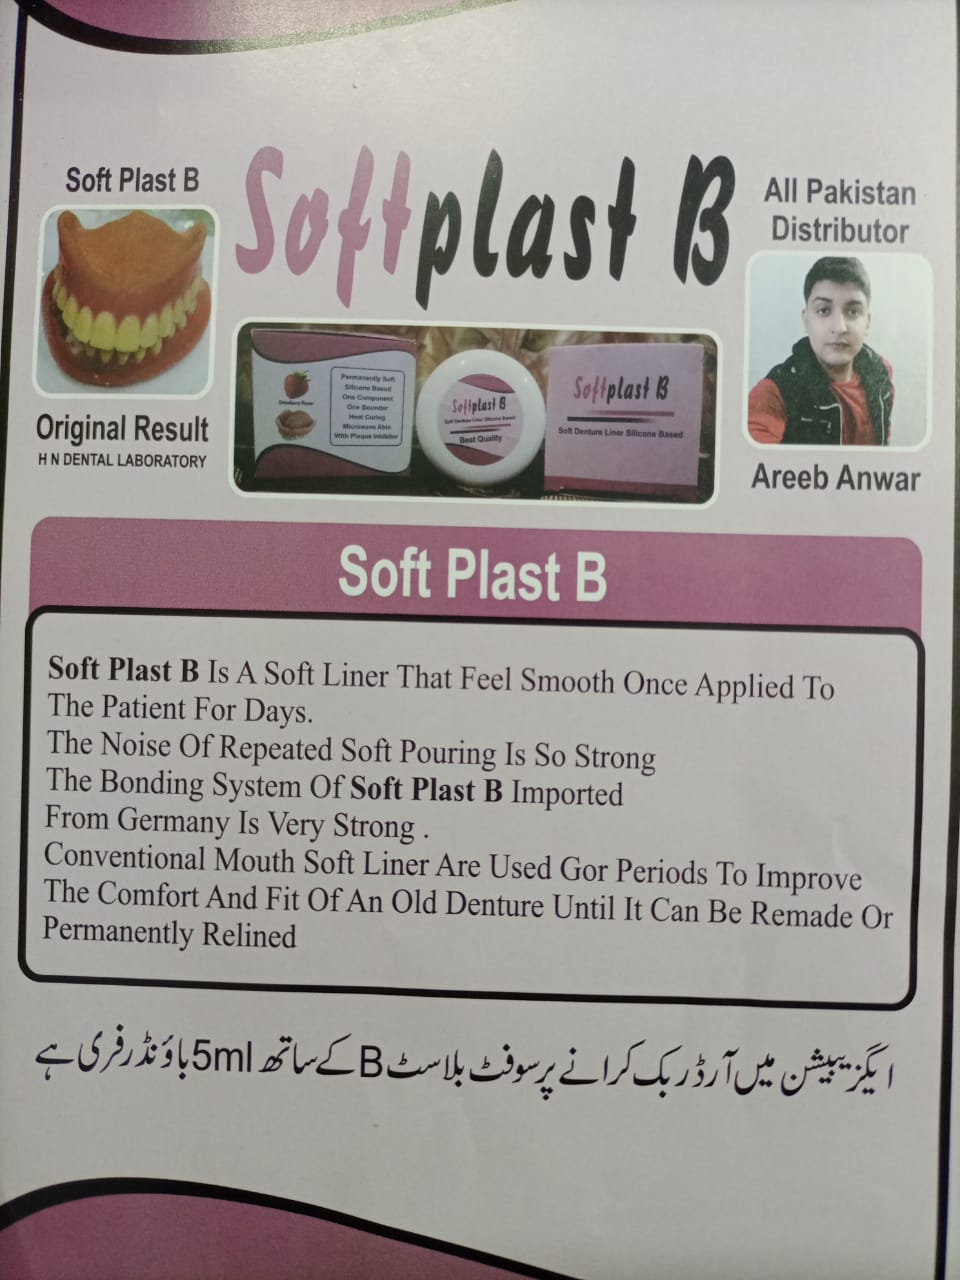 Soft Plast B
Original Result
H N DENTAL LABORATORY
Softplast B
Strawberry Flavor
Permanently Soft
Silicone Based
One Component
One Bounder
Heat Curing
Microwave Able
With Plaque Inhibitor
Softplast B
Soft Denture Liner Silicone Based
Best Quality
Softplast B
Soft Denture Liner Silicone Based
All Pakistan
Distributor
Areeb Anwar
Soft Plast B
Soft Plast B Is A Soft Liner That Feel Smooth Once Applied To
The Patient For Days.
The Noise Of Repeated Soft Pouring Is So Strong
The Bonding System Of Soft Plast B Imported
From Germany Is Very Strong .
Conventional Mouth Soft Liner Are Used Gor Periods To Improve
The Comfort And Fit Of An Old Denture Until It Can Be Remade Or
Permanently Relined
ایگزیبیشن میں آرڈر بک کرانے پر سوفٹ بلاسٹ B کے ساتھ 5ml باؤنڈر فری ہے